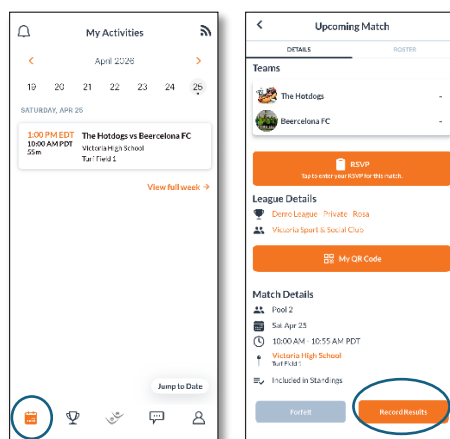 My Activities
April 2026
19 20 21 22 23 24 25
SATURDAY, APR 25
1:00 PM EDT
10:00 AM PDT
55m
The Hotdogs vs Beercelona FC
Victoria High School
Turf Field 1
View full week →
Jump to Date
Upcoming Match
DETAILS ROSTER
Teams
The Hotdogs -
Beercelona FC -
RSVP
Tap to enter your RSVP for this match.
League Details
Demo League Private Rosa
Victoria Sport & Social Club
My QR Code
Match Details
Pool 2
Sat Apr 25
10:00 AM - 10:55 AM PDT
Victoria High School
Turf Field 1
Included in Standings
Forfeit Record Results